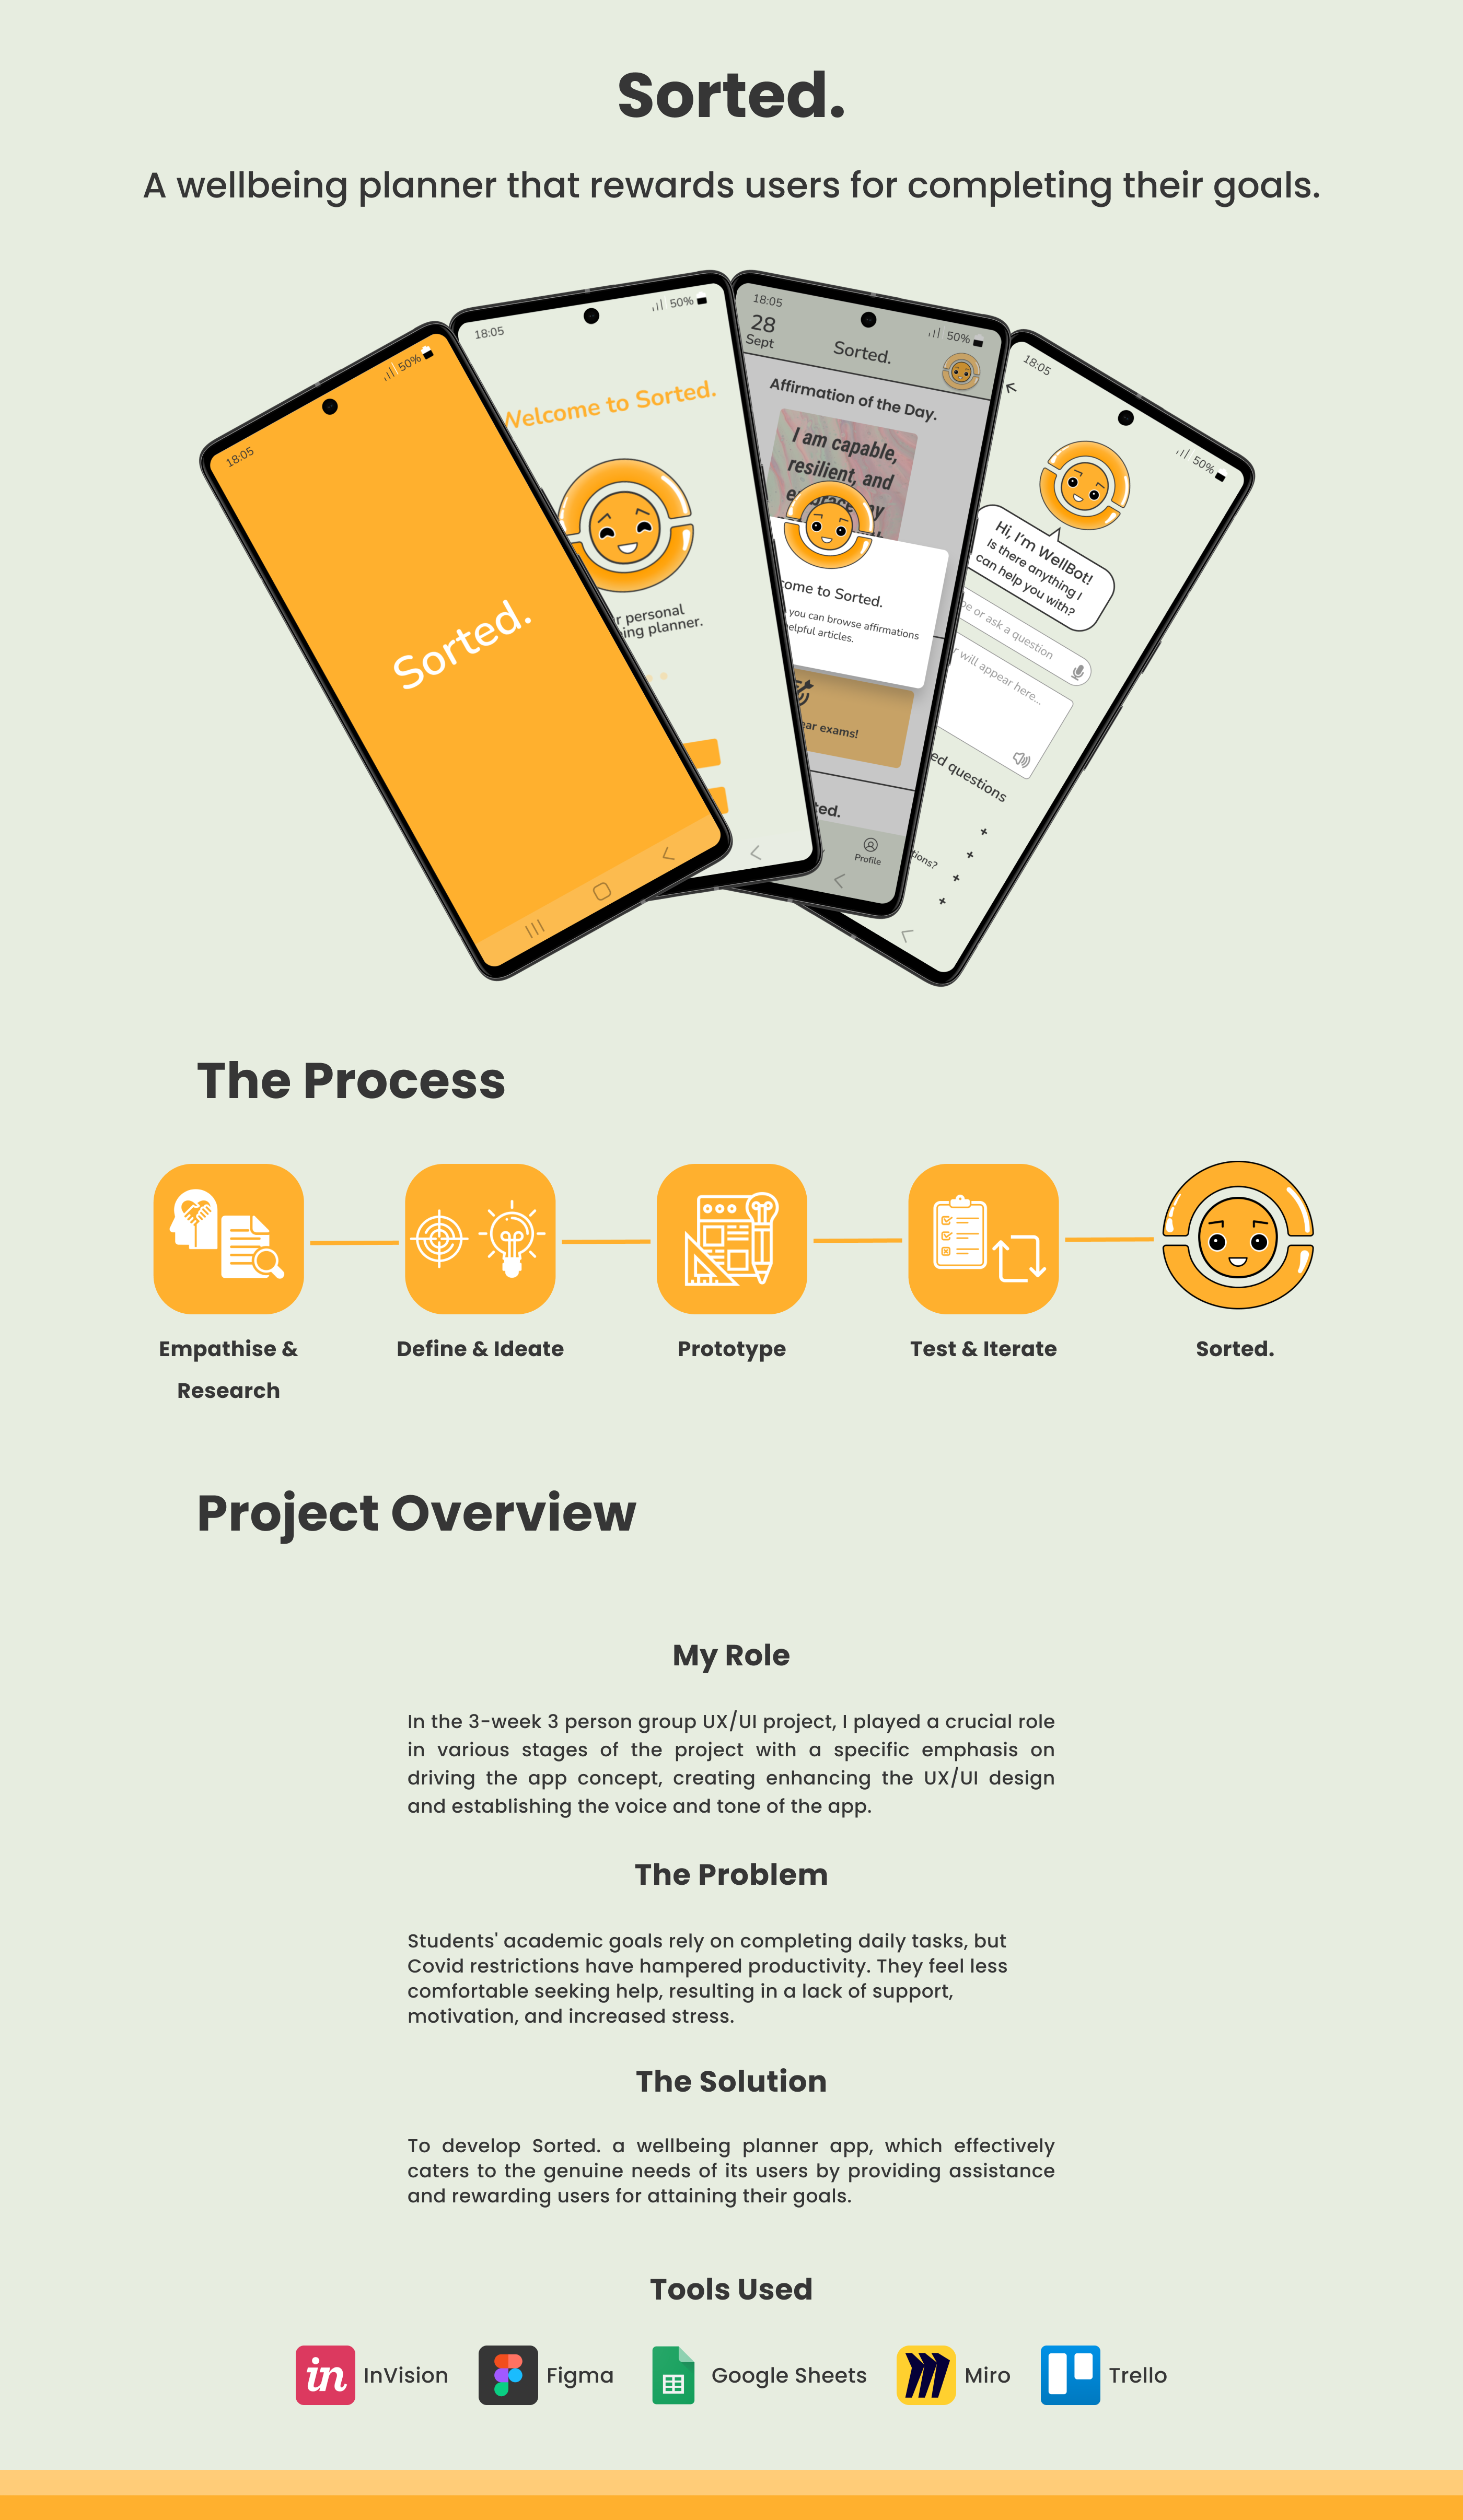 Sorted.
A wellbeing planner that rewards users for completing their goals.
18:05
50%
Sorted.
18:05
50%
Welcome to Sorted.
personal
planner.
18:05
50%
28
Sept
Sorted.
Affirmation of the Day.
I am capable,
resilient, and
to Sorted.
you can browse affirmations
articles.
exams!
Profile
18:05
50%
Hi, I'm WellBot!
Is there anything I
can help you with?
or ask a question
will appear here...
questions
The Process
Empathise &
Research
Define & Ideate
Prototype
Test & Iterate
Sorted.
Project Overview
My Role
In the 3-week 3 person group UX/UI project, I played a crucial role
in various stages of the project with a specific emphasis on
driving the app concept, creating enhancing the UX/UI design
and establishing the voice and tone of the app.
The Problem
Students' academic goals rely on completing daily tasks, but
Covid restrictions have hampered productivity. They feel less
comfortable seeking help, resulting in a lack of support,
motivation, and increased stress.
The Solution
To develop Sorted. a wellbeing planner app, which effectively
caters to the genuine needs of its users by providing assistance
and rewarding users for attaining their goals.
Tools Used
in InVision
Figma
Google Sheets
Miro
Trello